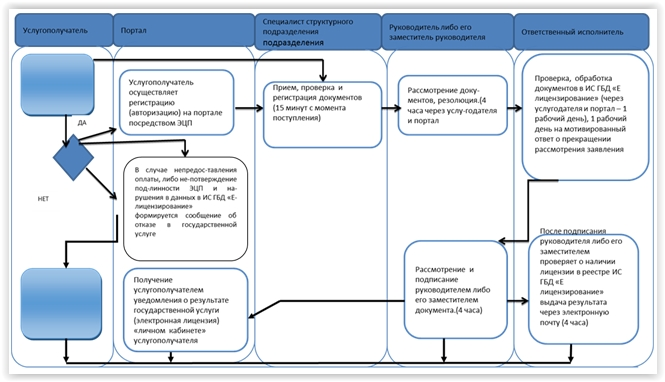 Услугополучатель
Портал
Специалист структурного
подразделения
подразделения
Руководитель либо его
заместитель руководителя
Ответственный исполнитель
Услугополучатель
осуществляет
регистрацию
(авторизацию) на портале
посредством ЭЦП
Прием, проверка и
регистрация документов
(15 минут с момента
поступления)
Рассмотрение доку-
ментов, резолюция.(4
часа через услу-годателя
и портал
Проверка, обработка
документов в ИС ГБД «Е
лицензирование» (через
услугодателя и портал – 1
рабочий день), 1 рабочий
день на мотивированный
ответ о прекращении
рассмотрения заявления
ДА
НЕТ
В случае непредос-тавления
оплаты, либо не-потверждение
под-линности ЭЦП и на-
рушения в данных в ИС ГБД «Е-
лицензирование»
формируется сообщение об
отказе в государственной
услуге
Получение
услугополучателем
уведомления о результате
государственной услуги
(электронная лицензия)
«личном кабинете»
услугополучателя
Рассмотрение и
подписание
руководителем либо
его заместителем
документа.(4 часа)
После подписания
руководителя либо его
заместителем
проверяет о наличии
лицензии в реестре ИС
ГБД «Е
лицензирование»
выдача результата
через электронную
почту (4 часа)